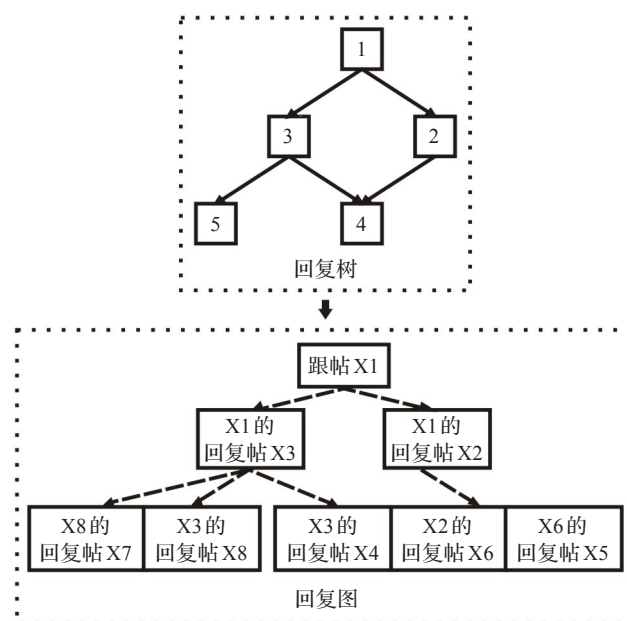 1
3
2
5
4
回复树
跟帖X1
X1的
回复帖X3
X1的
回复帖X2
X8的
回复帖X7
X3的
回复帖X8
X3的
回复帖X4
X2的
回复帖X6
X6的
回复帖X5
回复图